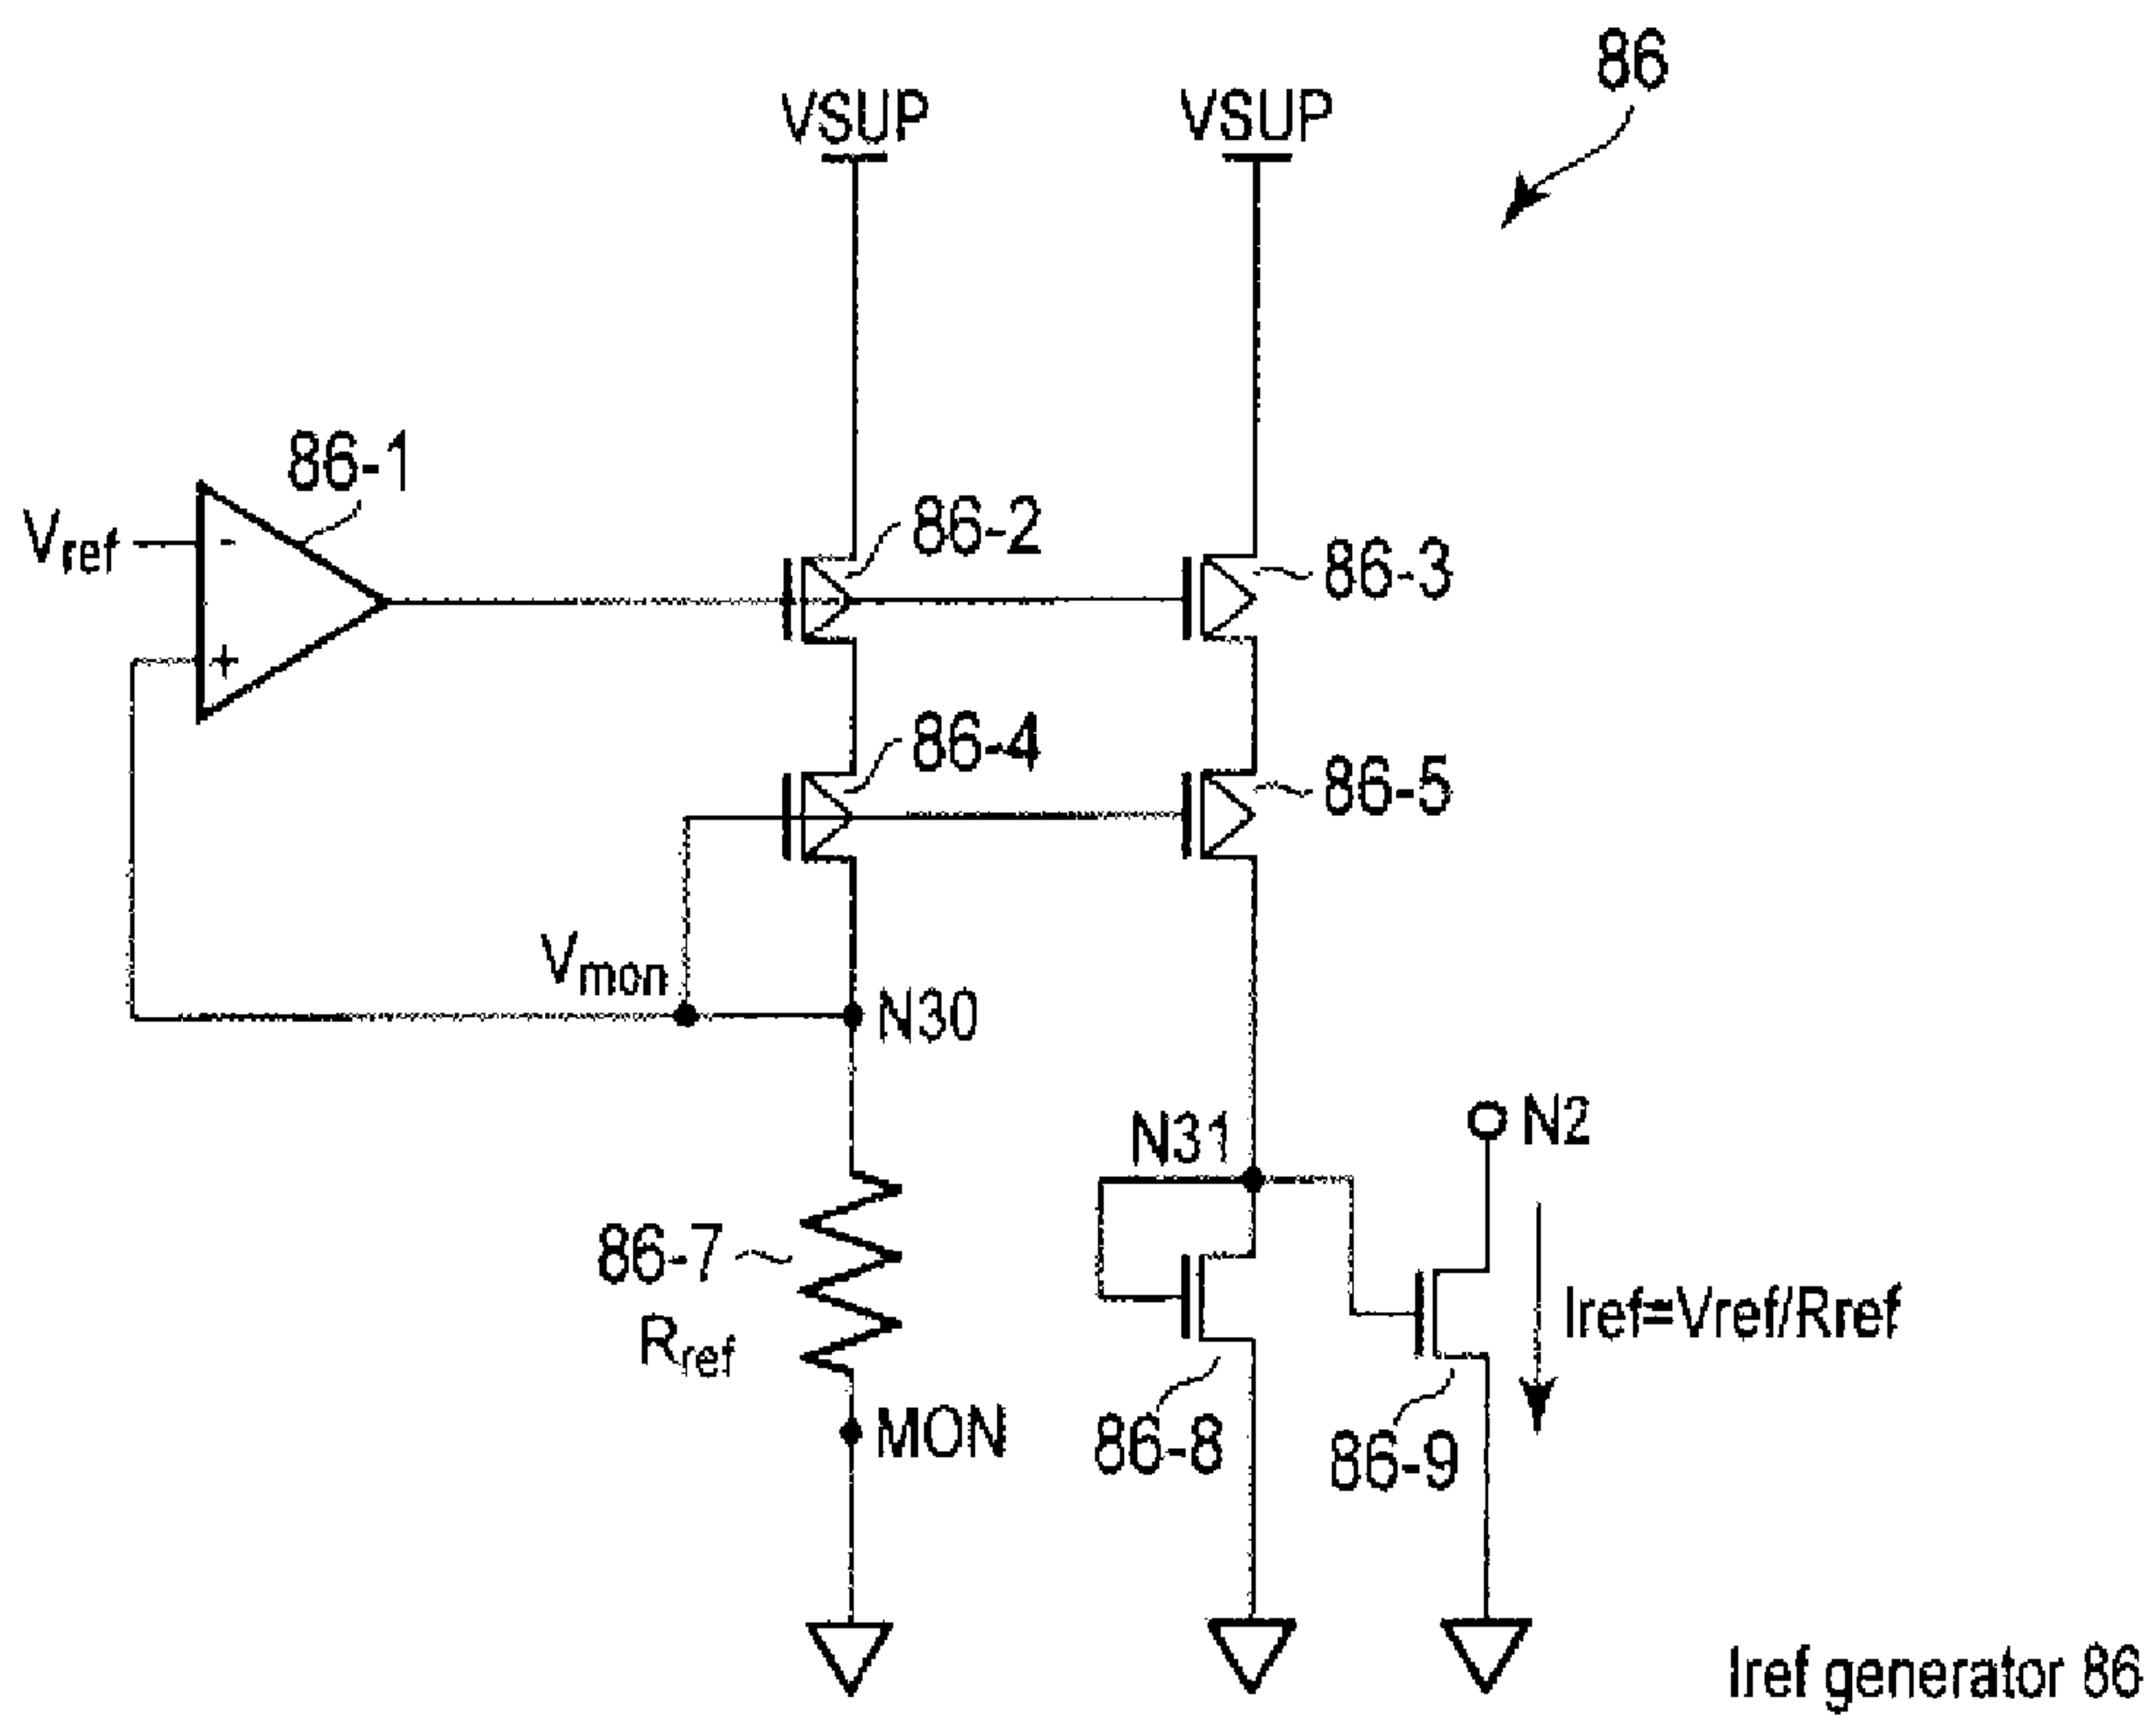 86
VSUP
VSUP
86-1
Vref
-
+
86-2
86-3
86-4
86-5
Vmon
N30
N31
N2
86-7
Rref
Iref=Vref/Rref
MON
86-8
86-9
Iref generator 86